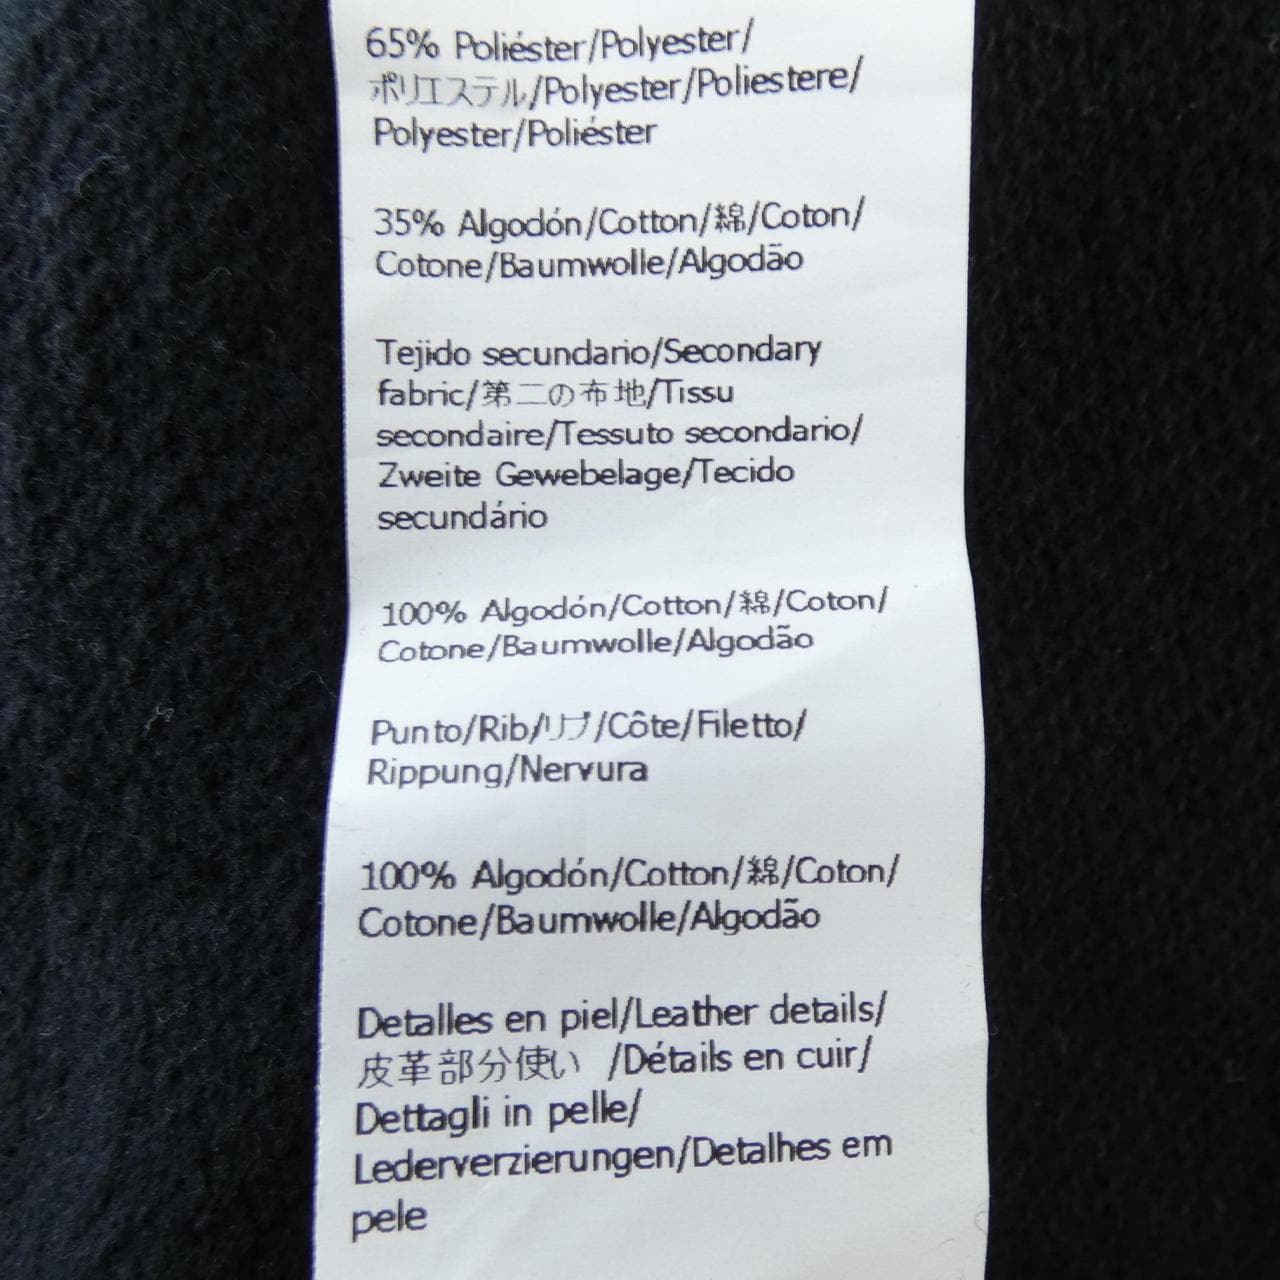 65% Poliéster/Polyester/
ポリエステル/Polyester/Poliestere/
Polyester/Poliéster
35% Algodón/Cotton/綿/Coton/
Cotone/Baumwolle/Algodão
Tejido secundario/Secondary
fabric/第二の布地/Tissu
secondaire/Tessuto secondario/
Zweite Gewebelage/Tecido
secundário
100% Algodón/Cotton/綿/Coton/
Cotone/Baumwolle/Algodão
Punto/Rib/リブ/Côte/Filetto/
Rippung/Nervura
100% Algodón/Cotton/綿/Coton/
Cotone/Baumwolle/Algodão
Detalles en piel/Leather details/
皮革部分使い /Détails en cuir/
Dettagli in pelle/
Lederverzierungen/Detalhes em
pele